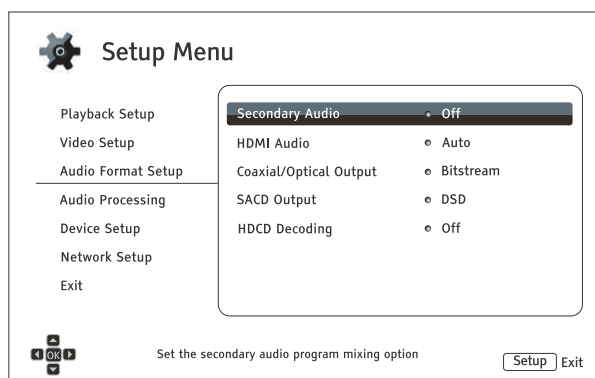 Setup Menu
Playback Setup
Video Setup
Audio Format Setup
Audio Processing
Device Setup
Network Setup
Exit
Secondary Audio Off
HDMI Audio Auto
Coaxial/Optical Output Bitstream
SACD Output DSD
HDCD Decoding Off
OK
Set the secondary audio program mixing option
Setup Exit